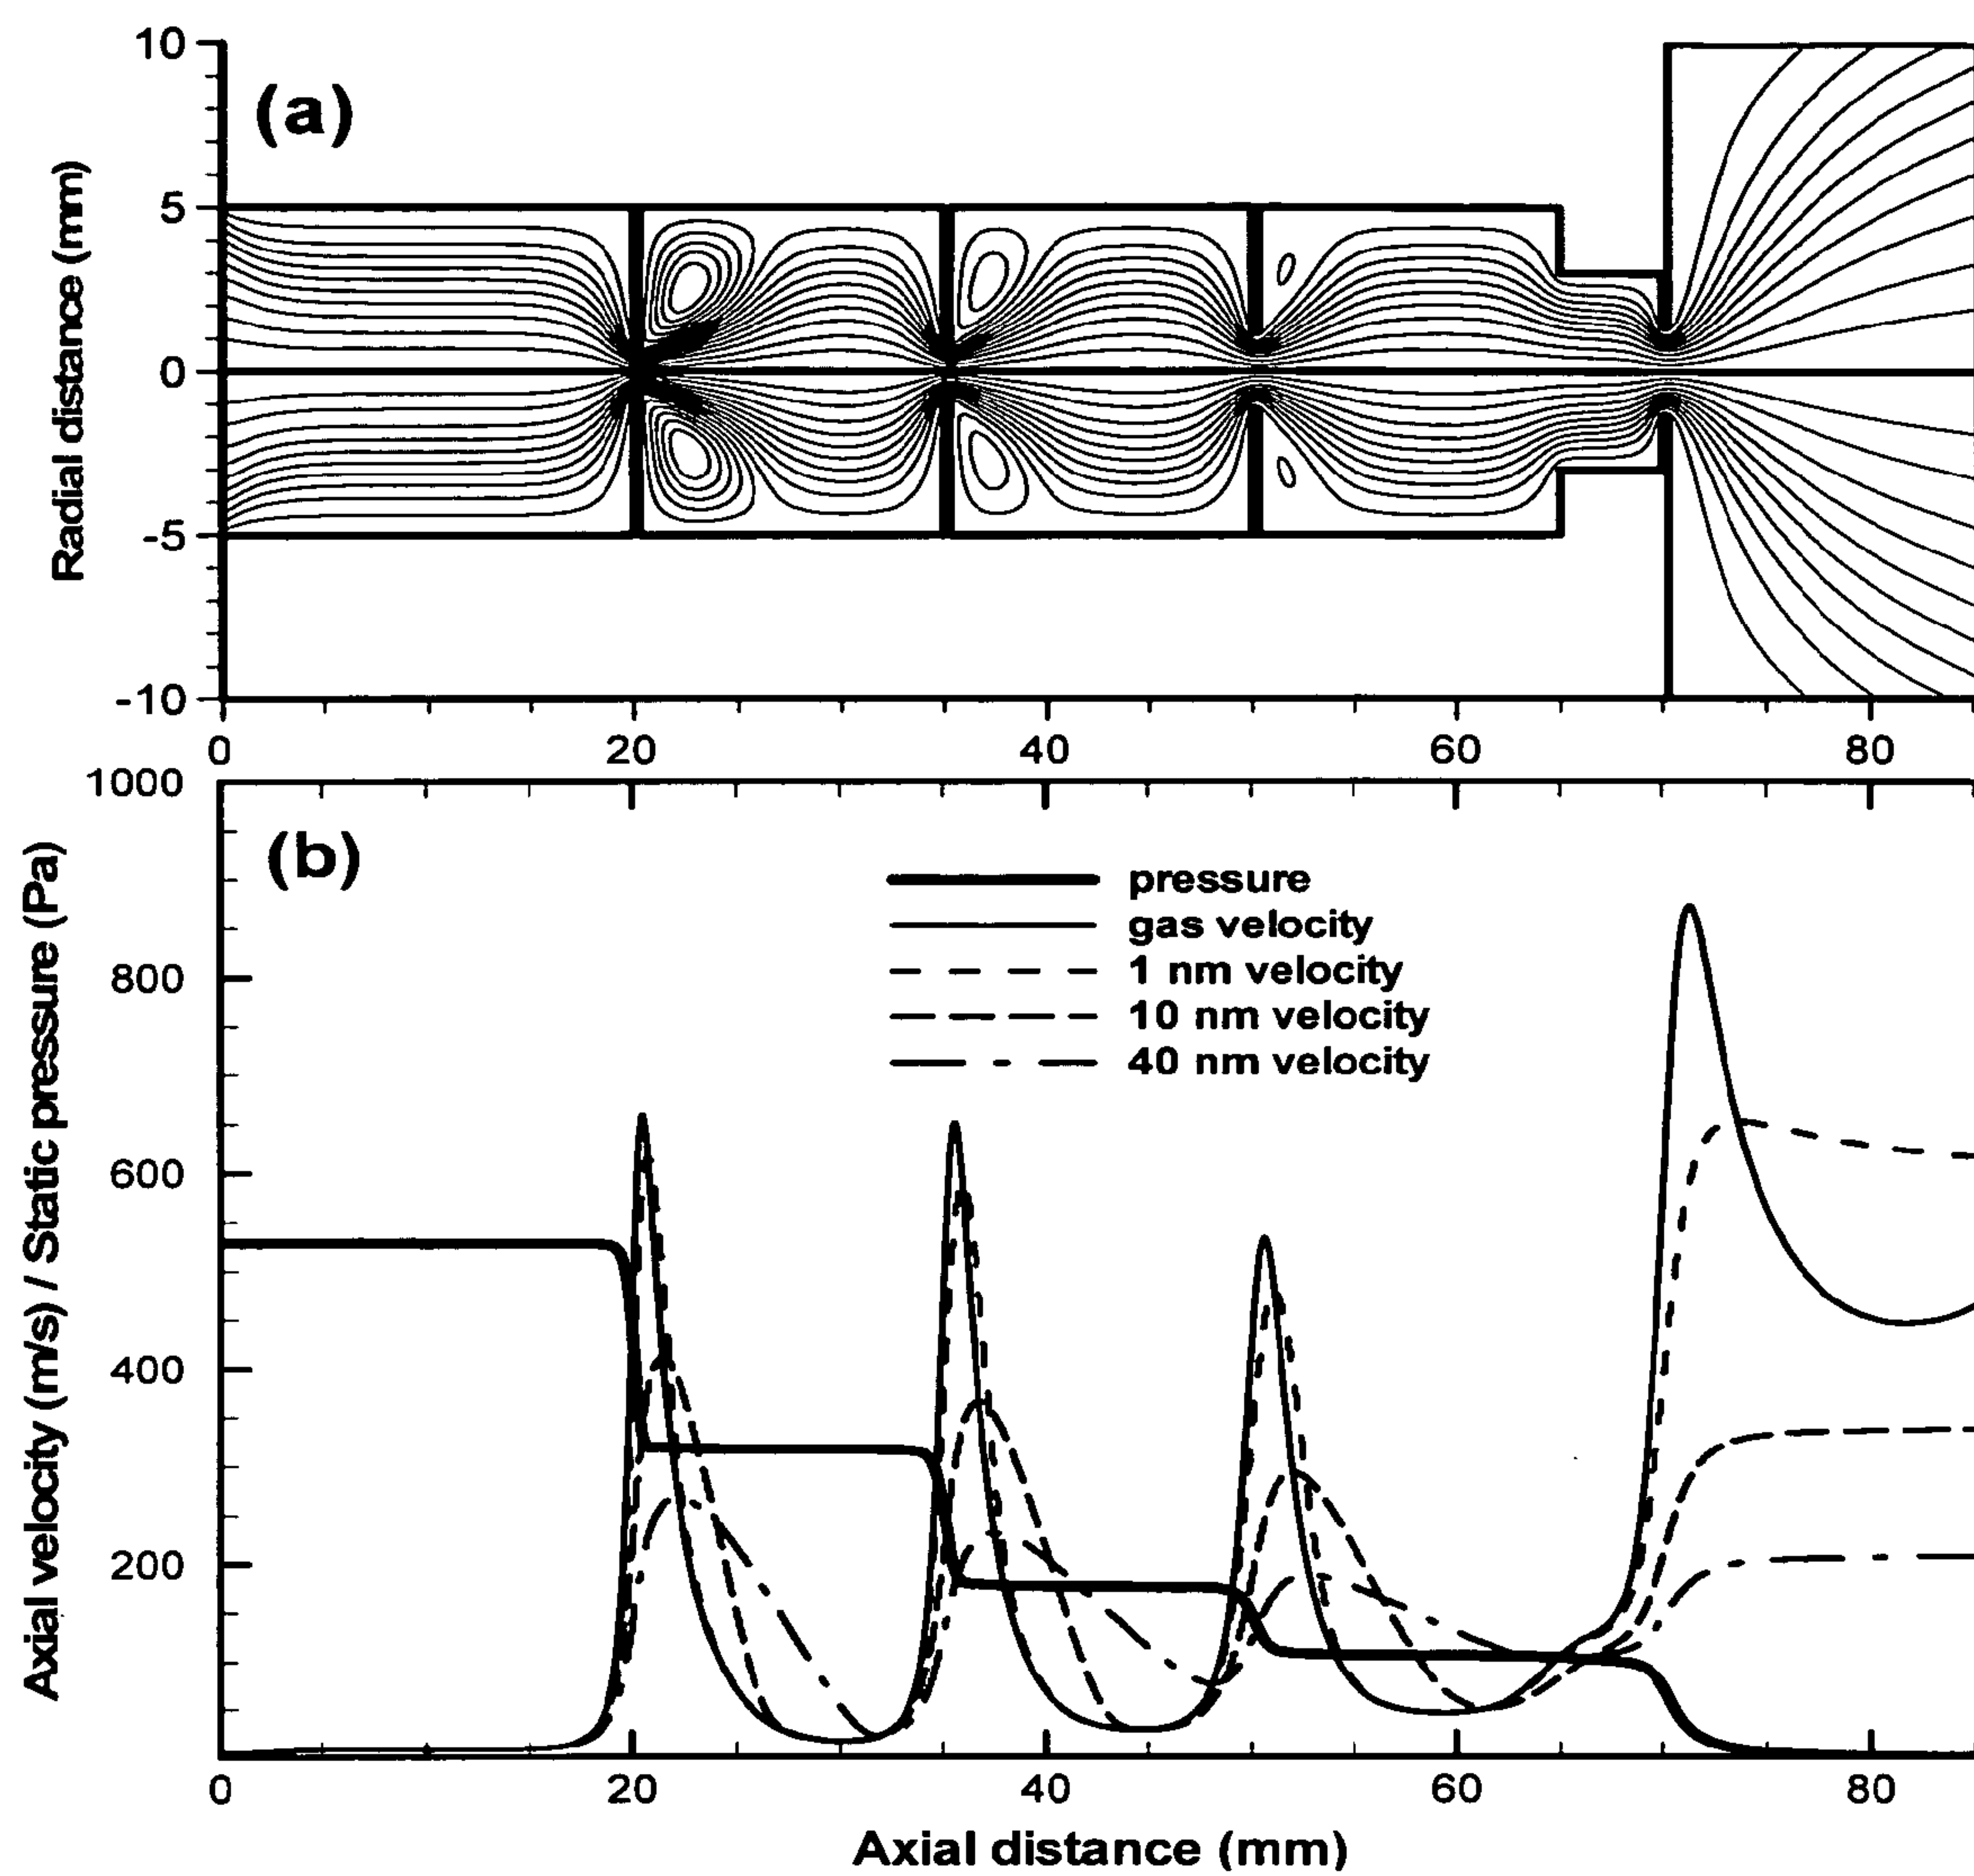 (a)
Radial distance (mm)
10
5
0
-5
-10
0 20 40 60 80
(b)
Axial velocity (m/s) / Static pressure (Pa)
1000
800
600
400
200
pressure
gas velocity
1 nm velocity
10 nm velocity
40 nm velocity
0 20 40 60 80
Axial distance (mm)